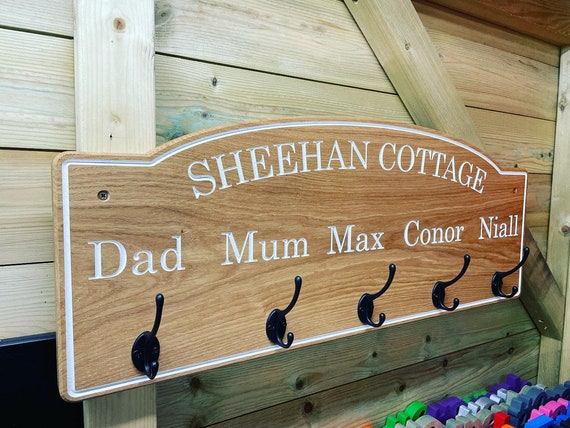 SHEEHAN COTTAGE
Dad Mum Max Conor Niall